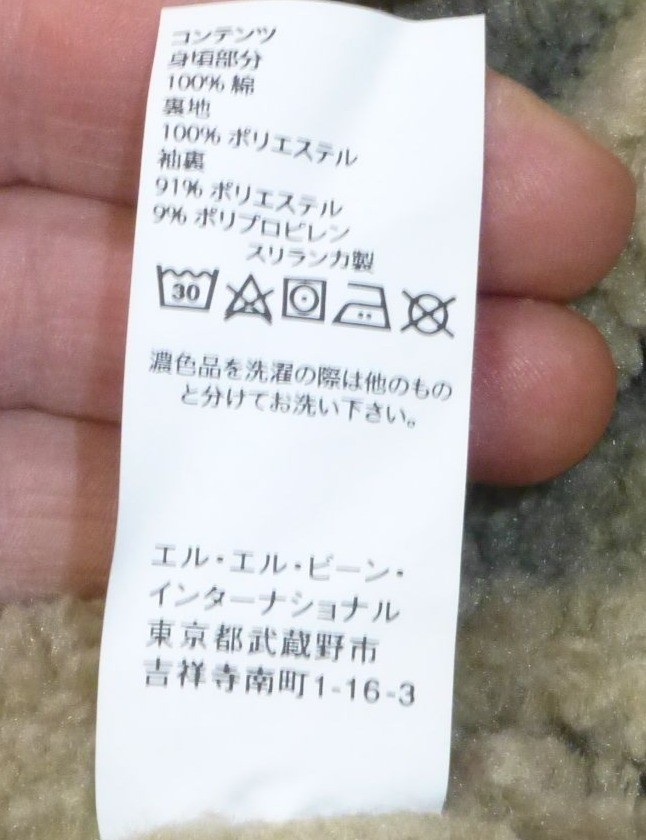 コンテンツ
身頃部分
100% 綿
裏地
100% ポリエステル
袖裏
91% ポリエステル
9% ポリプロピレン
スリランカ製
30
濃色品を洗濯の際は他のもの
と分けてお洗い下さい。
エル・エル・ビーン・
インターナショナル
東京都武蔵野市
吉祥寺南町1-16-3